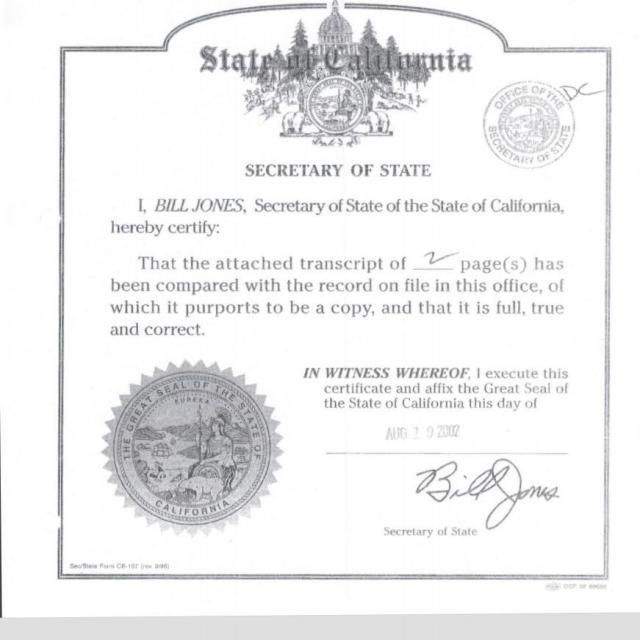 State of California
OFFICE OF THE
SECRETARY OF STATE
DC
SECRETARY OF STATE
I, BILL JONES, Secretary of State of the State of California,
hereby certify:
That the attached transcript of 2 page(s) has
been compared with the record on file in this office, of
which it purports to be a copy, and that it is full, true
and correct.
IN WITNESS WHEREOF, I execute this
certificate and affix the Great Seal of
the State of California this day of
AUG 19 2002
THE GREAT SEAL OF THE STATE OF
EUREKA
CALIFORNIA
Bill Jones
Secretary of State
Sec/State Form CE-107 (rev. 9/98)
OSP